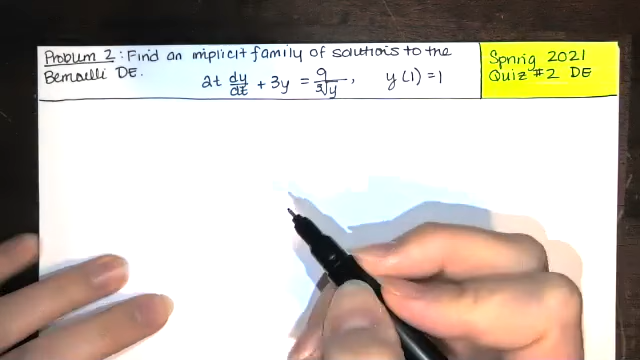 Problem 2: Find an implicit family of solutions to the
Bernoulli DE.
2t dy/dt + 3y = 9/∛y, y(1) = 1
Spring 2021
Quiz #2 DE